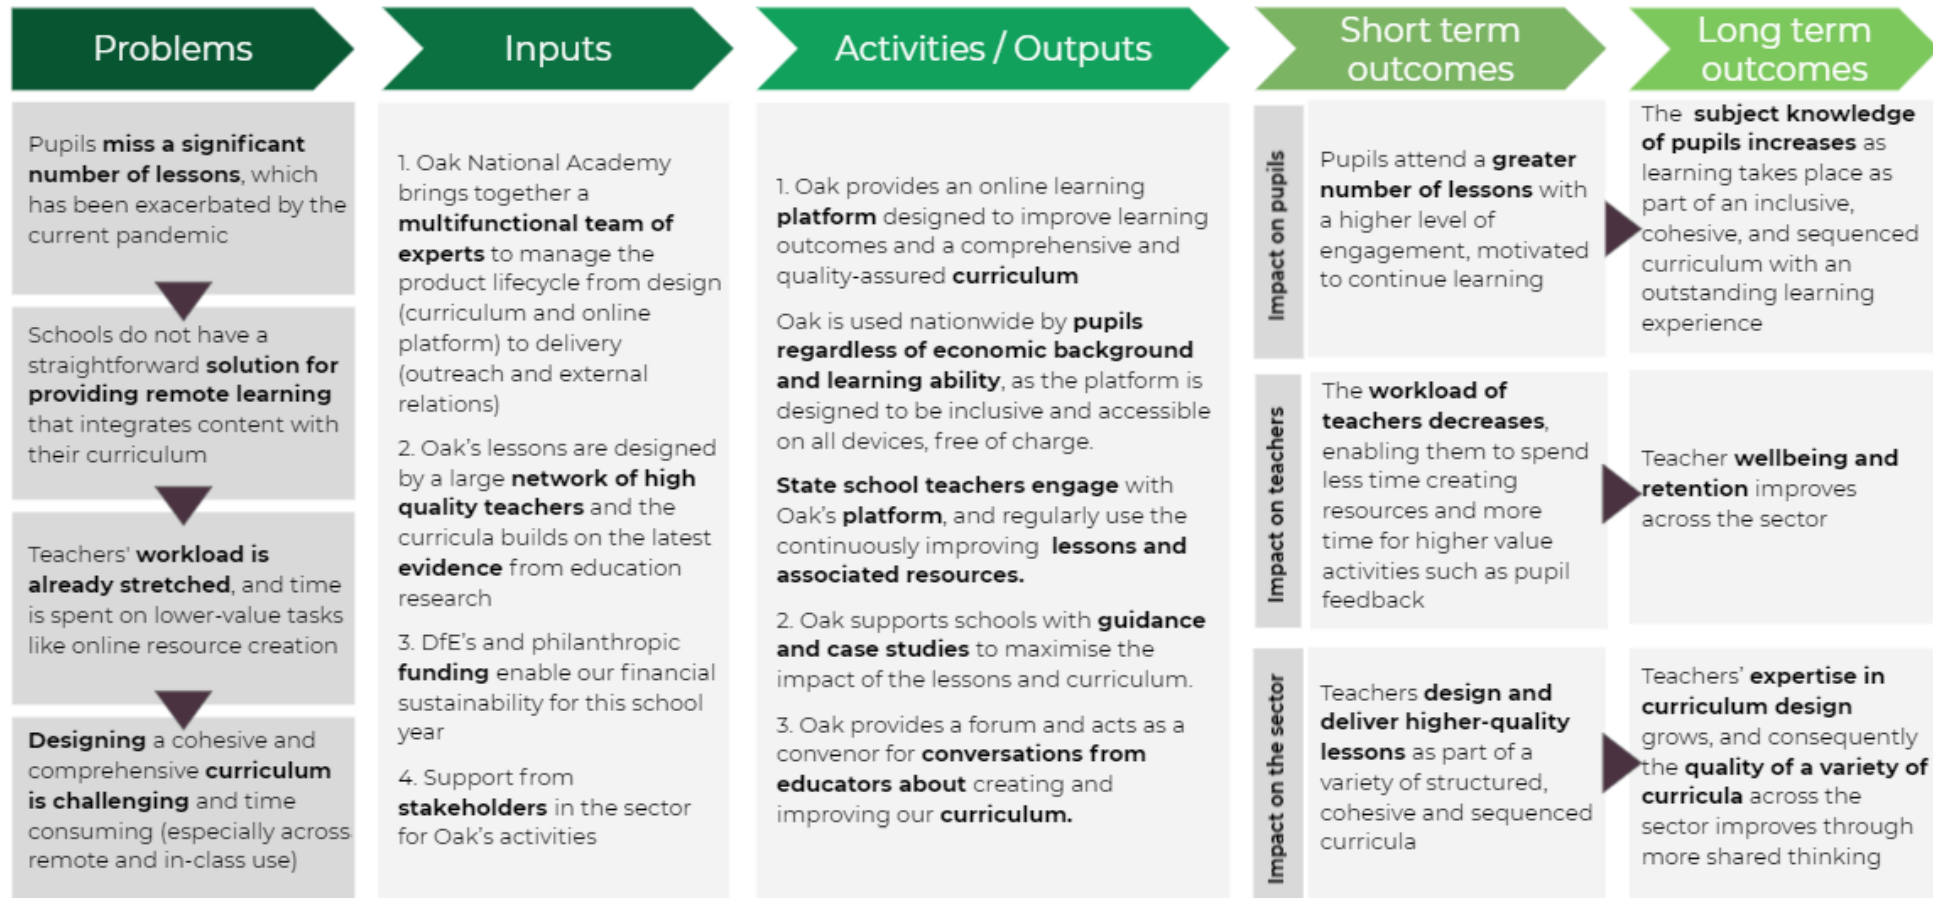 Problems
Inputs
Activities / Outputs
Short term
outcomes
Long term
outcomes
Pupils miss a significant
number of lessons, which
has been exacerbated by the
current pandemic
Schools do not have a
straightforward solution for
providing remote learning
that integrates content with
their curriculum
Teachers' workload is
already stretched, and time
is spent on lower-value tasks
like online resource creation
Designing a cohesive and
comprehensive curriculum
is challenging and time
consuming (especially across
remote and in-class use)
1. Oak National Academy
brings together a
multifunctional team of
experts to manage the
product lifecycle from design
(curriculum and online
platform) to delivery
(outreach and external
relations)
2. Oak's lessons are designed
by a large network of high
quality teachers and the
curricula builds on the latest
evidence from education
research
3. DfE's and philanthropic
funding enable our financial
sustainability for this school
year
4. Support from
stakeholders in the sector
for Oak's activities
1. Oak provides an online learning
platform designed to improve learning
outcomes and a comprehensive and
quality-assured curriculum
Oak is used nationwide by pupils
regardless of economic background
and learning ability, as the platform is
designed to be inclusive and accessible
on all devices, free of charge.
State school teachers engage with
Oak's platform, and regularly use the
continuously improving lessons and
associated resources.
2. Oak supports schools with guidance
and case studies to maximise the
impact of the lessons and curriculum.
3. Oak provides a forum and acts as a
convenor for conversations from
educators about creating and
improving our curriculum.
Impact on pupils
Pupils attend a greater
number of lessons with
a higher level of
engagement, motivated
to continue learning
The subject knowledge
of pupils increases as
learning takes place as
part of an inclusive,
cohesive, and sequenced
curriculum with an
outstanding learning
experience
Impact on teachers
The workload of
teachers decreases,
enabling them to spend
less time creating
resources and more
time for higher value
activities such as pupil
feedback
Teacher wellbeing and
retention improves
across the sector
Impact on the sector
Teachers design and
deliver higher-quality
lessons as part of a
variety of structured,
cohesive and sequenced
curricula
Teachers' expertise in
curriculum design
grows, and consequently
the quality of a variety of
curricula across the
sector improves through
more shared thinking